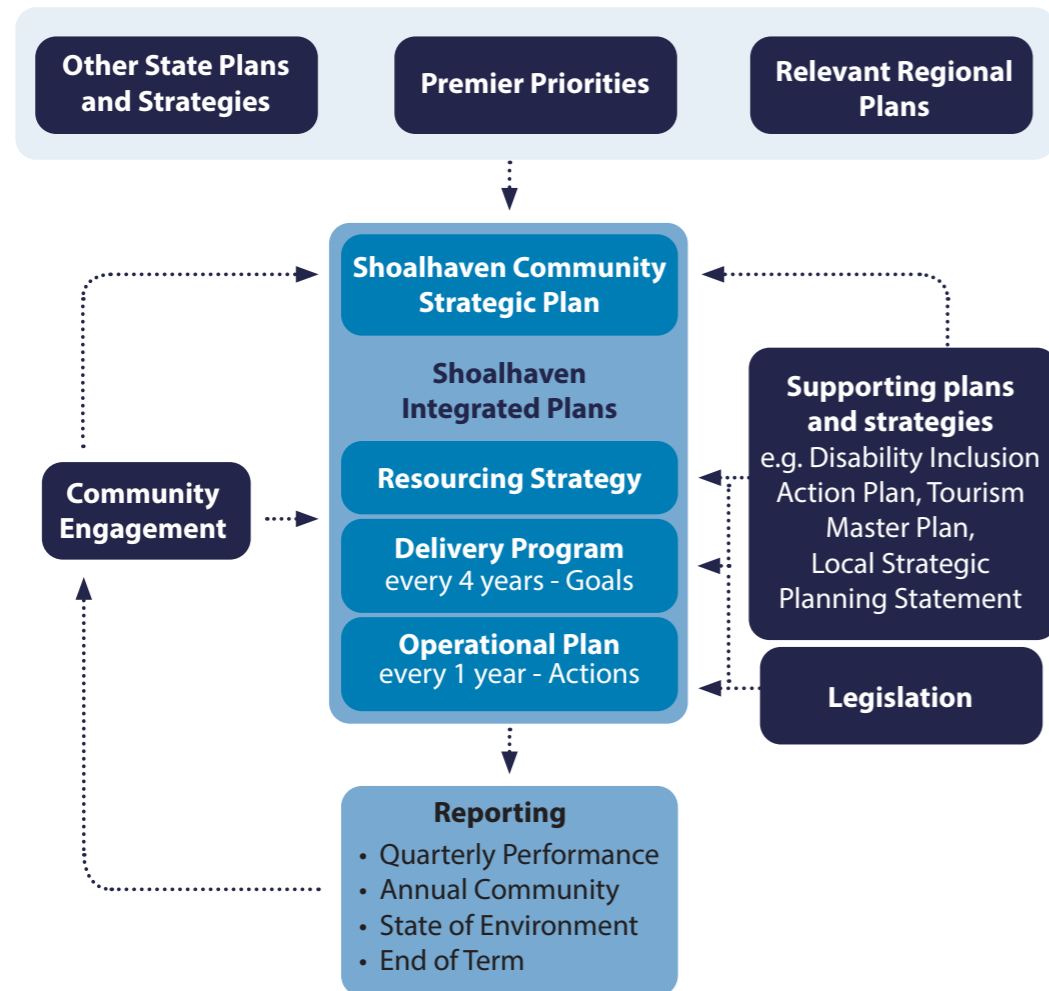 Other State Plans
and Strategies
Premier Priorities
Relevant Regional
Plans
Shoalhaven Community
Strategic Plan
Shoalhaven
Integrated Plans
Resourcing Strategy
Delivery Program
every 4 years - Goals
Operational Plan
every 1 year - Actions
Community
Engagement
Supporting plans
and strategies
e.g. Disability Inclusion
Action Plan, Tourism
Master Plan,
Local Strategic
Planning Statement
Legislation
Reporting
• Quarterly Performance
• Annual Community
• State of Environment
• End of Term